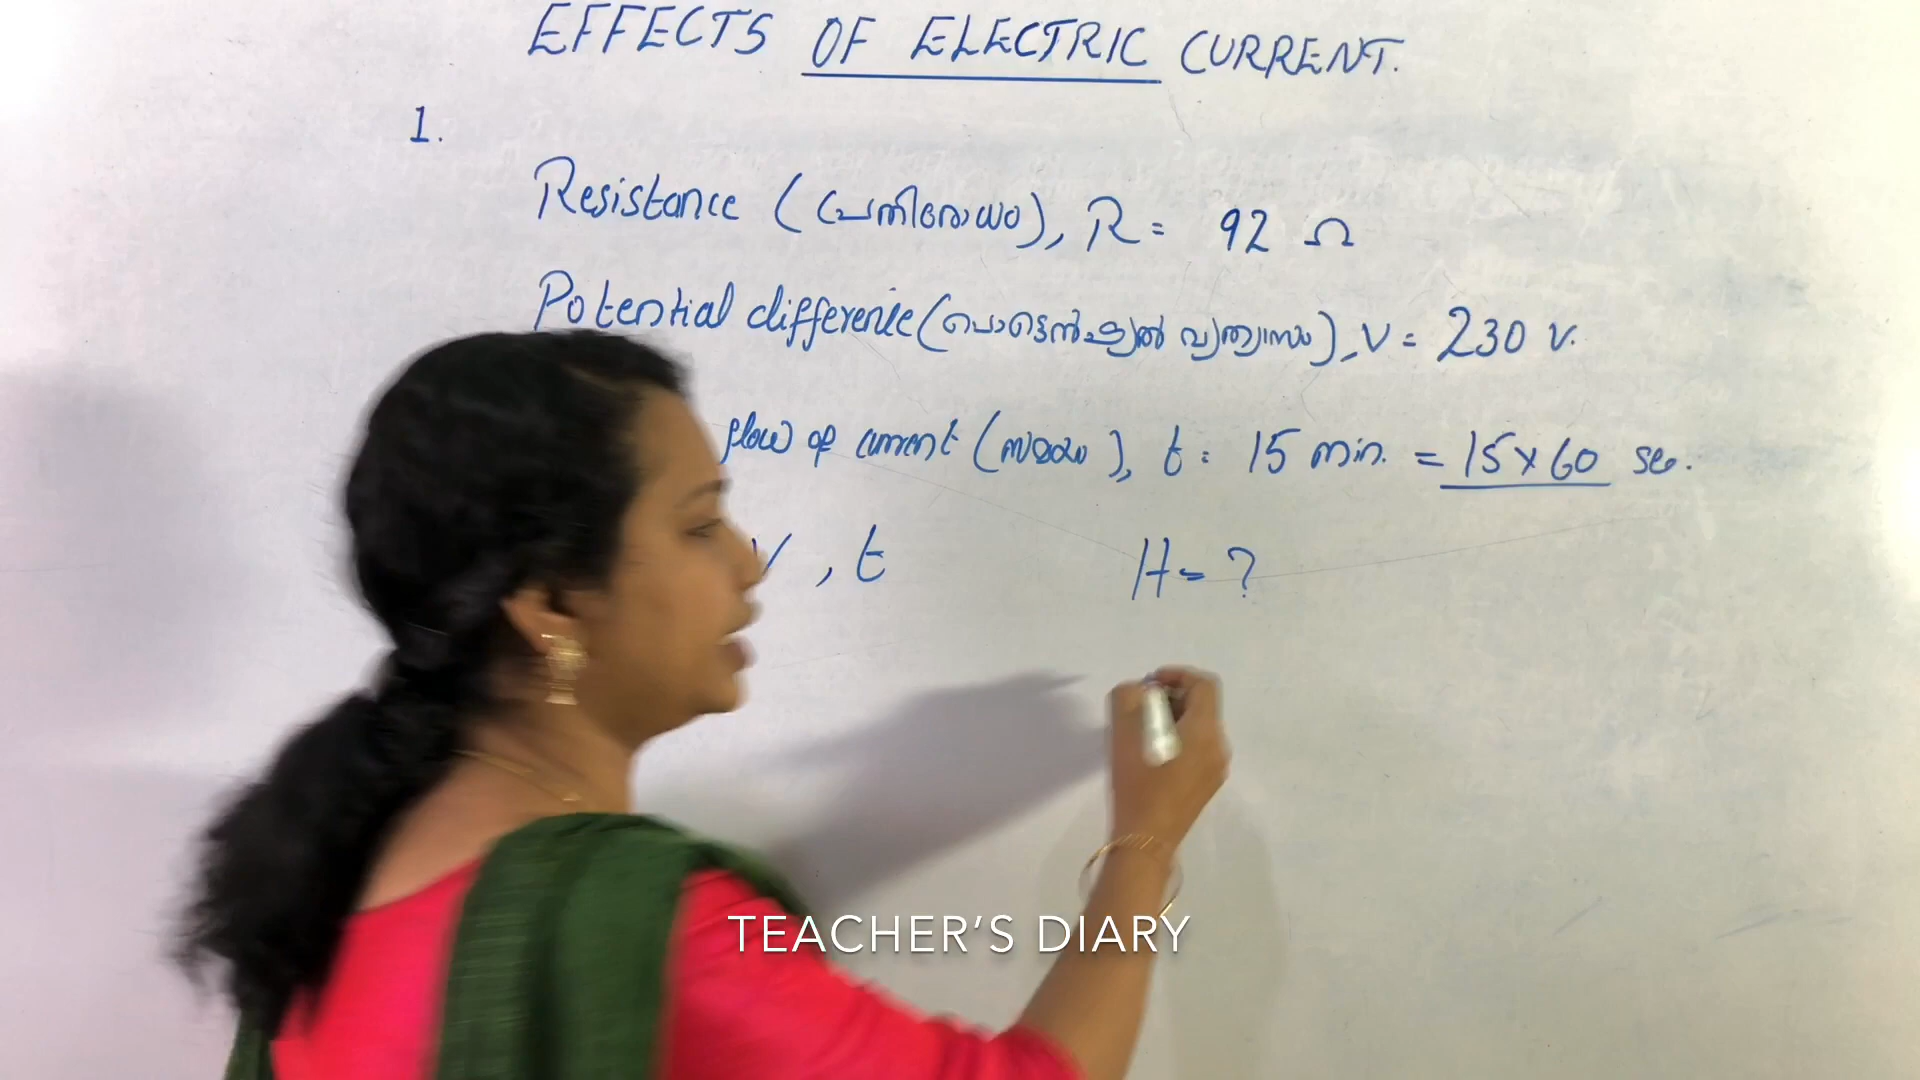 EFFECTS OF ELECTRIC CURRENT.
1.
Resistance (പ്രതിരോധം), R = 92 Ω
Potential difference (പൊട്ടെൻഷ്യൽ വ്യത്യാസം), V = 230 V.
flow of current (സമയം), t = 15 min. = 15 x 60 sec.
V , t H = ?
TEACHER'S DIARY